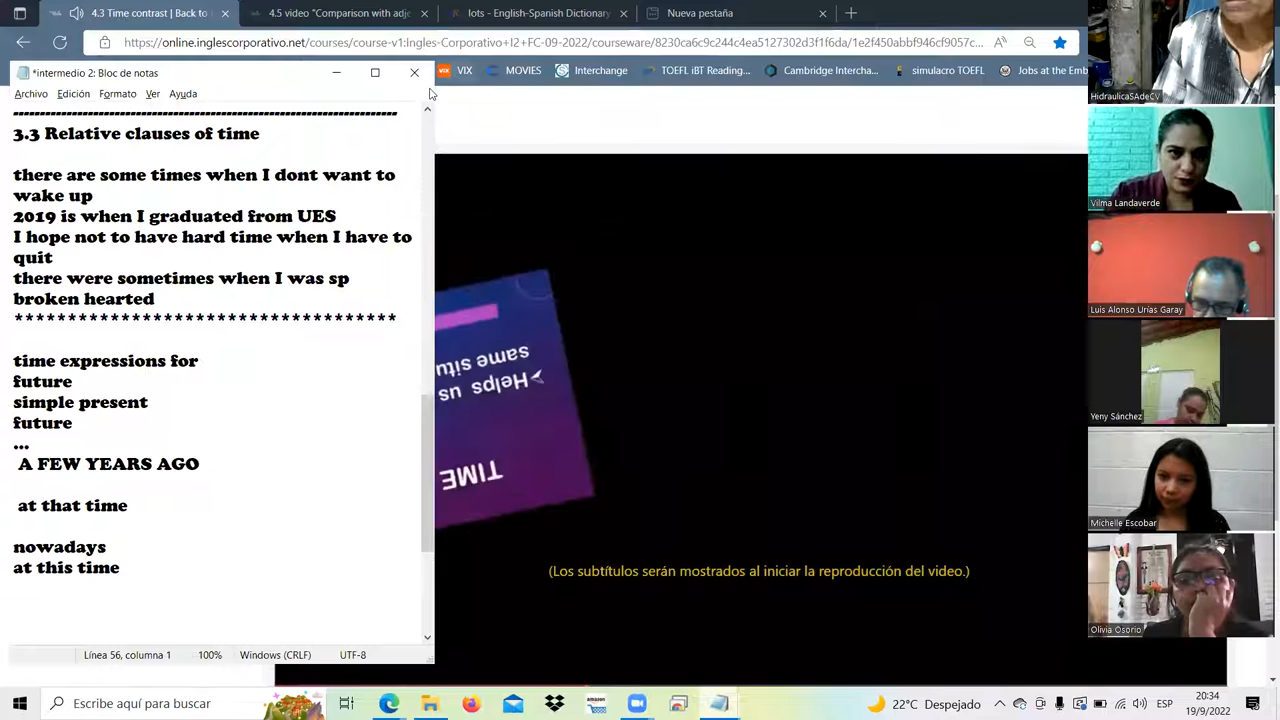 4.3 Time contrast | Back to
4.5 video "Comparison with adje
lots - English-Spanish Dictionary
Nueva pestaña
https://online.inglescorporativo.net/courses/course-v1:Ingles-Corporativo+I2+FC-09-2022/courseware/8230ca6c9c244c4ea5127302d3f1f6da/1e2f450abbf946cf9057c...
*intermedio 2: Bloc de notas
VIX
MOVIES
Interchange
TOEFL iBT Reading...
Cambridge Intercha...
simulacro TOEFL
Jobs at the Emb
Archivo Edición Formato Ver Ayuda
3.3 Relative clauses of time
there are some times when I dont want to
wake up
2019 is when I graduated from UES
I hope not to have hard time when I have to
quit
there were sometimes when I was sp
broken hearted
***********************************
time expressions for
future
simple present
future
...
A FEW YEARS AGO
at that time
nowadays
at this time
Línea 56, columna 1 100% Windows (CRLF) UTF-8
TIME
Helps us
same situ
(Los subtítulos serán mostrados al iniciar la reproducción del video.)
HidraulicaSAdeCV
Vilma Landaverde
Luis Alonso Urías Garay
Yeny Sánchez
Michelle Escobar
Olivia Osorio
Escribe aquí para buscar
amazon
22°C Despejado
ESP
20:34
19/9/2022